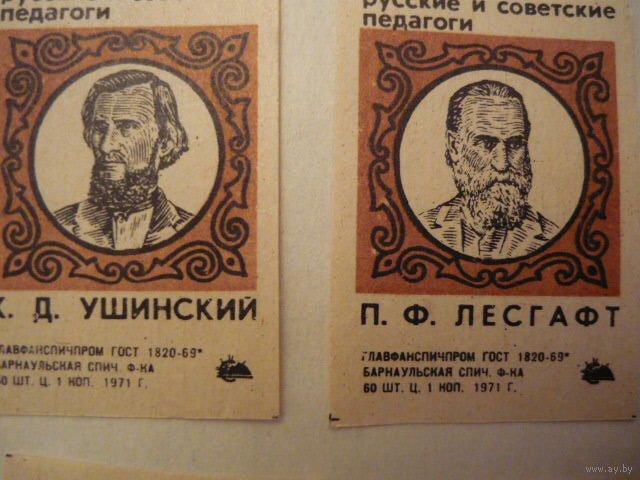 педагоги
К. Д. УШИНСКИЙ
ГЛАВФАНСПИЧПРОМ ГОСТ 1820-69*
БАРНАУЛЬСКАЯ СПИЧ. Ф-КА
60 ШТ. Ц. 1 КОП. 1971 Г.
русские и советские
педагоги
П. Ф. ЛЕСГАФТ
ГЛАВФАНСПИЧПРОМ ГОСТ 1820-69*
БАРНАУЛЬСКАЯ СПИЧ. Ф-КА
60 ШТ. Ц. 1 КОП. 1971 Г.
www.ay.by